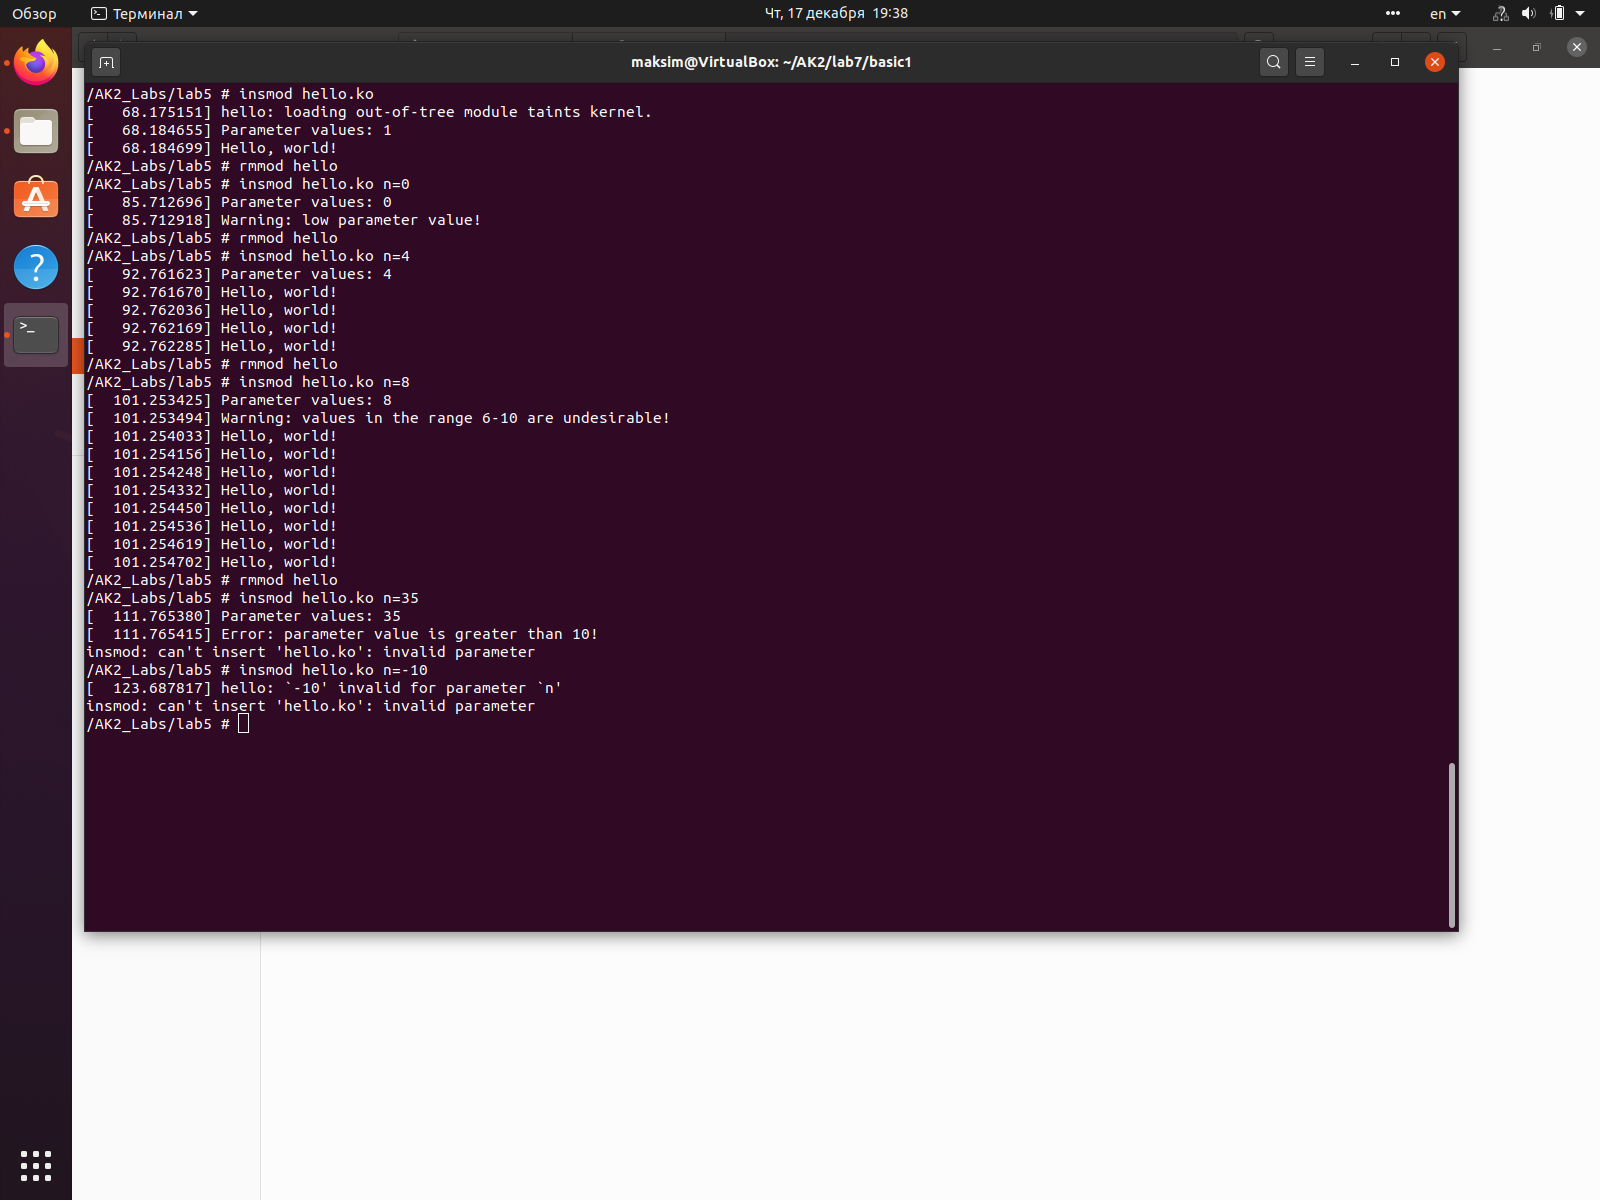 Обзор
Терминал
Чт, 17 декабря 19:38
en
maksim@VirtualBox: ~/AK2/lab7/basic1
/AK2_Labs/lab5 # insmod hello.ko
[   68.175151] hello: loading out-of-tree module taints kernel.
[   68.184655] Parameter values: 1
[   68.184699] Hello, world!
/AK2_Labs/lab5 # rmmod hello
/AK2_Labs/lab5 # insmod hello.ko n=0
[   85.712696] Parameter values: 0
[   85.712918] Warning: low parameter value!
/AK2_Labs/lab5 # rmmod hello
/AK2_Labs/lab5 # insmod hello.ko n=4
[   92.761623] Parameter values: 4
[   92.761670] Hello, world!
[   92.762036] Hello, world!
[   92.762169] Hello, world!
[   92.762285] Hello, world!
/AK2_Labs/lab5 # rmmod hello
/AK2_Labs/lab5 # insmod hello.ko n=8
[  101.253425] Parameter values: 8
[  101.253494] Warning: values in the range 6-10 are undesirable!
[  101.254033] Hello, world!
[  101.254156] Hello, world!
[  101.254248] Hello, world!
[  101.254332] Hello, world!
[  101.254450] Hello, world!
[  101.254536] Hello, world!
[  101.254619] Hello, world!
[  101.254702] Hello, world!
/AK2_Labs/lab5 # rmmod hello
/AK2_Labs/lab5 # insmod hello.ko n=35
[  111.765380] Parameter values: 35
[  111.765415] Error: parameter value is greater than 10!
insmod: can't insert 'hello.ko': invalid parameter
/AK2_Labs/lab5 # insmod hello.ko n=-10
[  123.687817] hello: `-10' invalid for parameter `n'
insmod: can't insert 'hello.ko': invalid parameter
/AK2_Labs/lab5 #